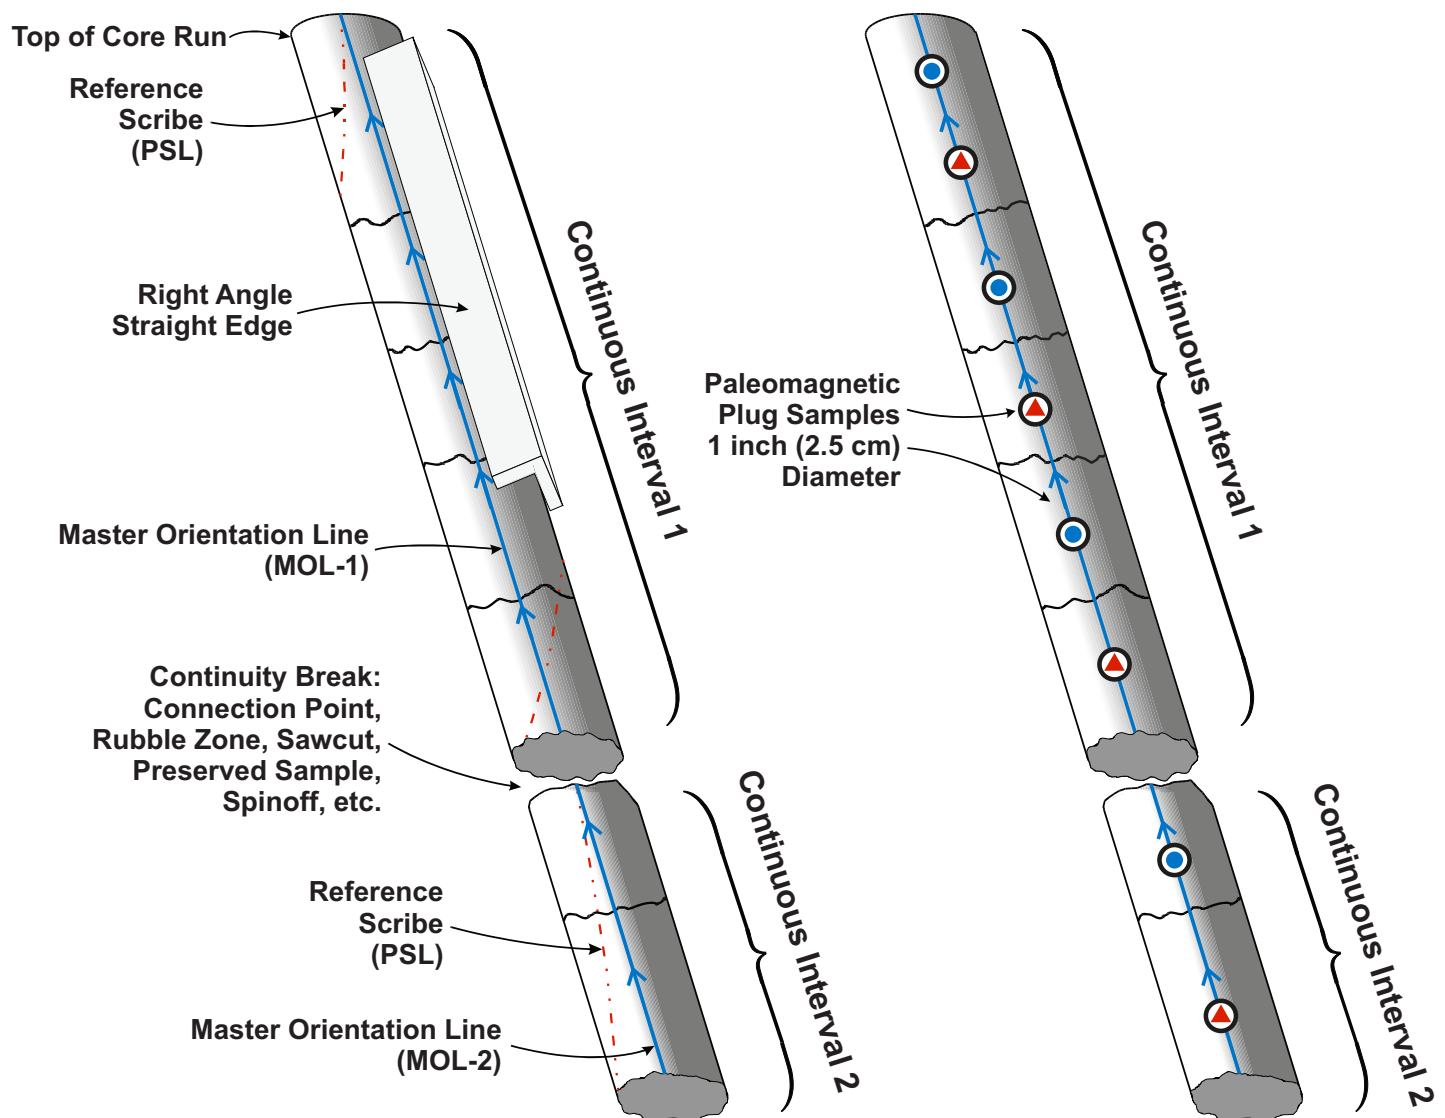 Top of Core Run
Reference
Scribe
(PSL)
Right Angle
Straight Edge
Master Orientation Line
(MOL-1)
Continuity Break:
Connection Point,
Rubble Zone, Sawcut,
Preserved Sample,
Spinoff, etc.
Reference
Scribe
(PSL)
Master Orientation Line
(MOL-2)
Continuous Interval 1
Continuous Interval 2
Paleomagnetic
Plug Samples
1 inch (2.5 cm)
Diameter
Continuous Interval 1
Continuous Interval 2